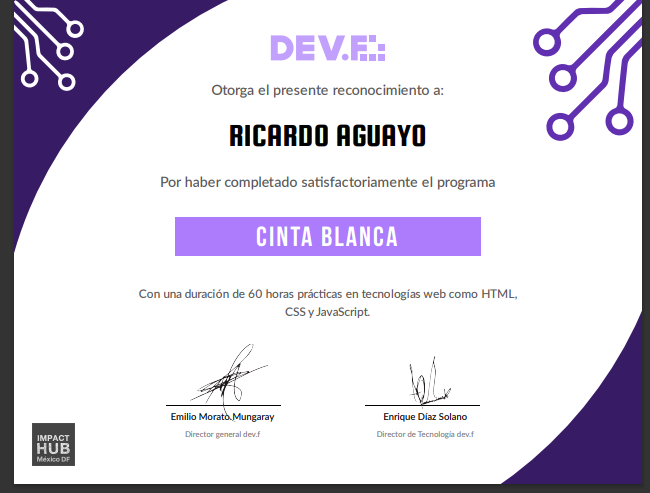 DEV.F
Otorga el presente reconocimiento a:
RICARDO AGUAYO
Por haber completado satisfactoriamente el programa
CINTA BLANCA
Con una duración de 60 horas prácticas en tecnologías web como HTML,
CSS y JavaScript.
Emilio Morato Mungaray
Enrique Díaz Solano
Director general dev.f
Director de Tecnología dev.f
IMPACT
HUB
México DF